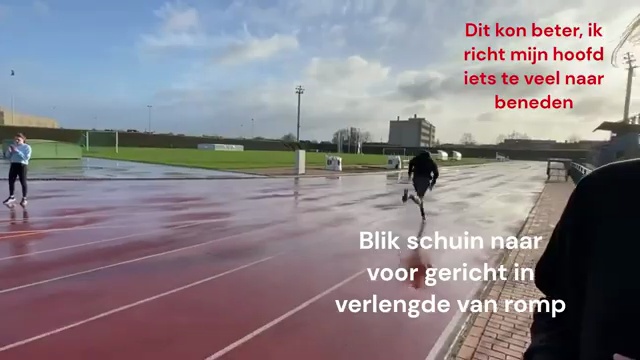 Dit kon beter, ik
richt mijn hoofd
iets te veel naar
beneden
Blik schuin naar
voor gericht in
verlengde van romp